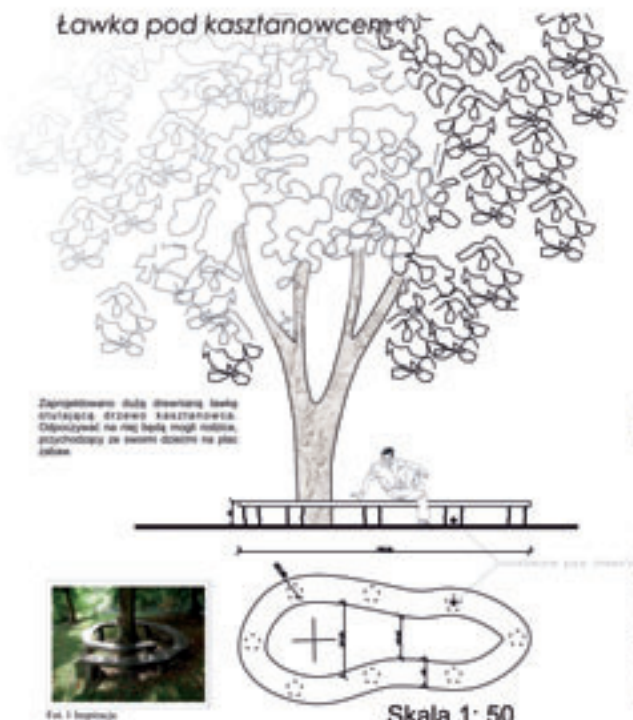 Ławka pod kasztanowcem
Zaprojektowano dużą drewnianą ławkę
otulającą drzewo kasztanowca.
Odpoczywać na niej będą mogli rodzice,
przychodzący ze swoimi dziećmi na plac
zabaw.
Fot. 1 Inspiracja
Skala 1: 50